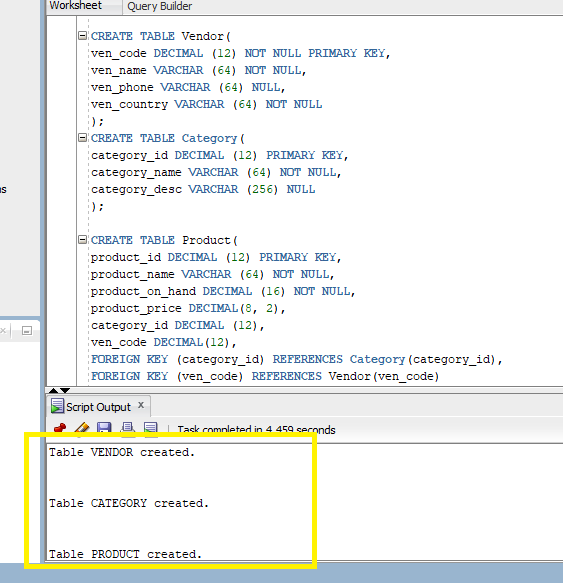 Worksheet Query Builder
CREATE TABLE Vendor(
ven_code DECIMAL (12) NOT NULL PRIMARY KEY,
ven_name VARCHAR (64) NOT NULL,
ven_phone VARCHAR (64) NULL,
ven_country VARCHAR (64) NOT NULL
);
CREATE TABLE Category(
category_id DECIMAL (12) PRIMARY KEY,
category_name VARCHAR (64) NOT NULL,
category_desc VARCHAR (256) NULL
);
CREATE TABLE Product(
product_id DECIMAL (12) PRIMARY KEY,
product_name VARCHAR (64) NOT NULL,
product_on_hand DECIMAL (16) NOT NULL,
product_price DECIMAL(8, 2),
category_id DECIMAL (12),
ven_code DECIMAL(12),
FOREIGN KEY (category_id) REFERENCES Category(category_id),
FOREIGN KEY (ven_code) REFERENCES Vendor(ven_code)
Script Output x
Task completed in 4.459 seconds
Table VENDOR created.
Table CATEGORY created.
Table PRODUCT created.